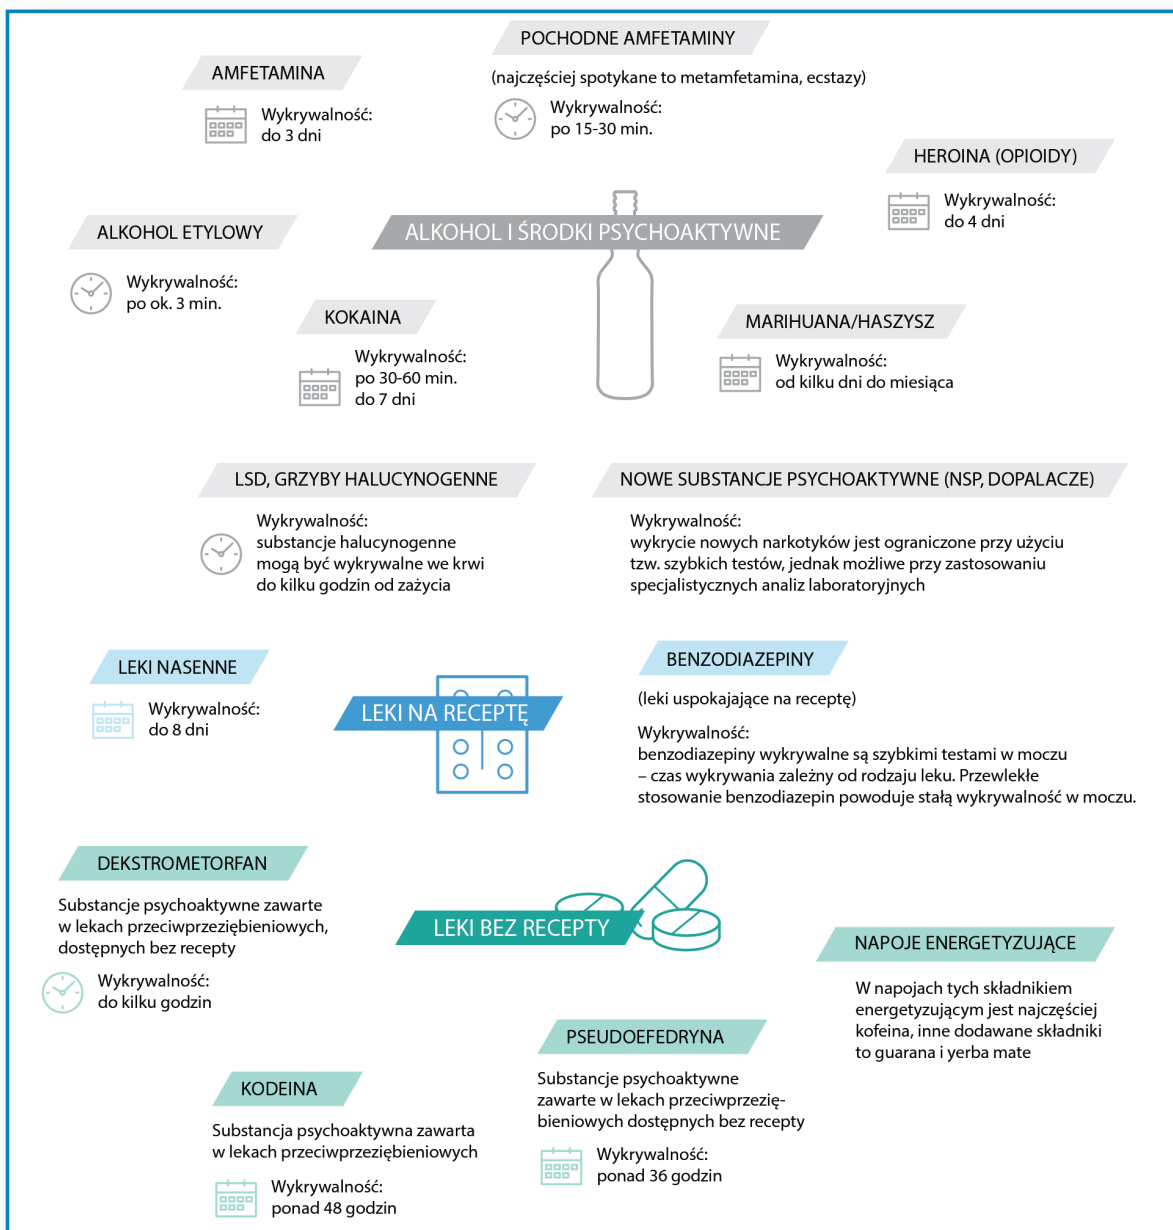 POCHODNE AMFETAMINY
(najczęściej spotykane to metamfetamina, ecstazy)
Wykrywalność:
po 15-30 min.
AMFETAMINA
Wykrywalność:
do 3 dni
HEROINA (OPIOIDY)
Wykrywalność:
do 4 dni
ALKOHOL I ŚRODKI PSYCHOAKTYWNE
ALKOHOL ETYLOWY
Wykrywalność:
po ok. 3 min.
KOKAINA
Wykrywalność:
po 30-60 min.
do 7 dni
MARIHUANA/HASZYSZ
Wykrywalność:
od kilku dni do miesiąca
LSD, GRZYBY HALUCYNOGENNE
Wykrywalność:
substancje halucynogenne
mogą być wykrywalne we krwi
do kilku godzin od zażycia
NOWE SUBSTANCJE PSYCHOAKTYWNE (NSP, DOPALACZE)
Wykrywalność:
wykrycie nowych narkotyków jest ograniczone przy użyciu
tzw. szybkich testów, jednak możliwe przy zastosowaniu
specjalistycznych analiz laboratoryjnych
LEKI NASENNE
Wykrywalność:
do 8 dni
LEKI NA RECEPTĘ
BENZODIAZEPINY
(leki uspokajające na receptę)
Wykrywalność:
benzodiazepiny wykrywalne są szybkimi testami w moczu
– czas wykrywania zależny od rodzaju leku. Przewlekłe
stosowanie benzodiazepin powoduje stałą wykrywalność w moczu.
DEKSTROMETORFAN
Substancje psychoaktywne zawarte
w lekach przeciwprzeziębieniowych,
dostępnych bez recepty
Wykrywalność:
do kilku godzin
LEKI BEZ RECEPTY
NAPOJE ENERGETYZUJĄCE
W napojach tych składnikiem
energetyzującym jest najczęściej
kofeina, inne dodawane składniki
to guarana i yerba mate
PSEUDOEFEDRYNA
Substancje psychoaktywne
zawarte w lekach przeciwprzezię-
bieniowych dostępnych bez recepty
Wykrywalność:
ponad 36 godzin
KODEINA
Substancja psychoaktywna zawarta
w lekach przeciwprzeziębieniowych
Wykrywalność:
ponad 48 godzin